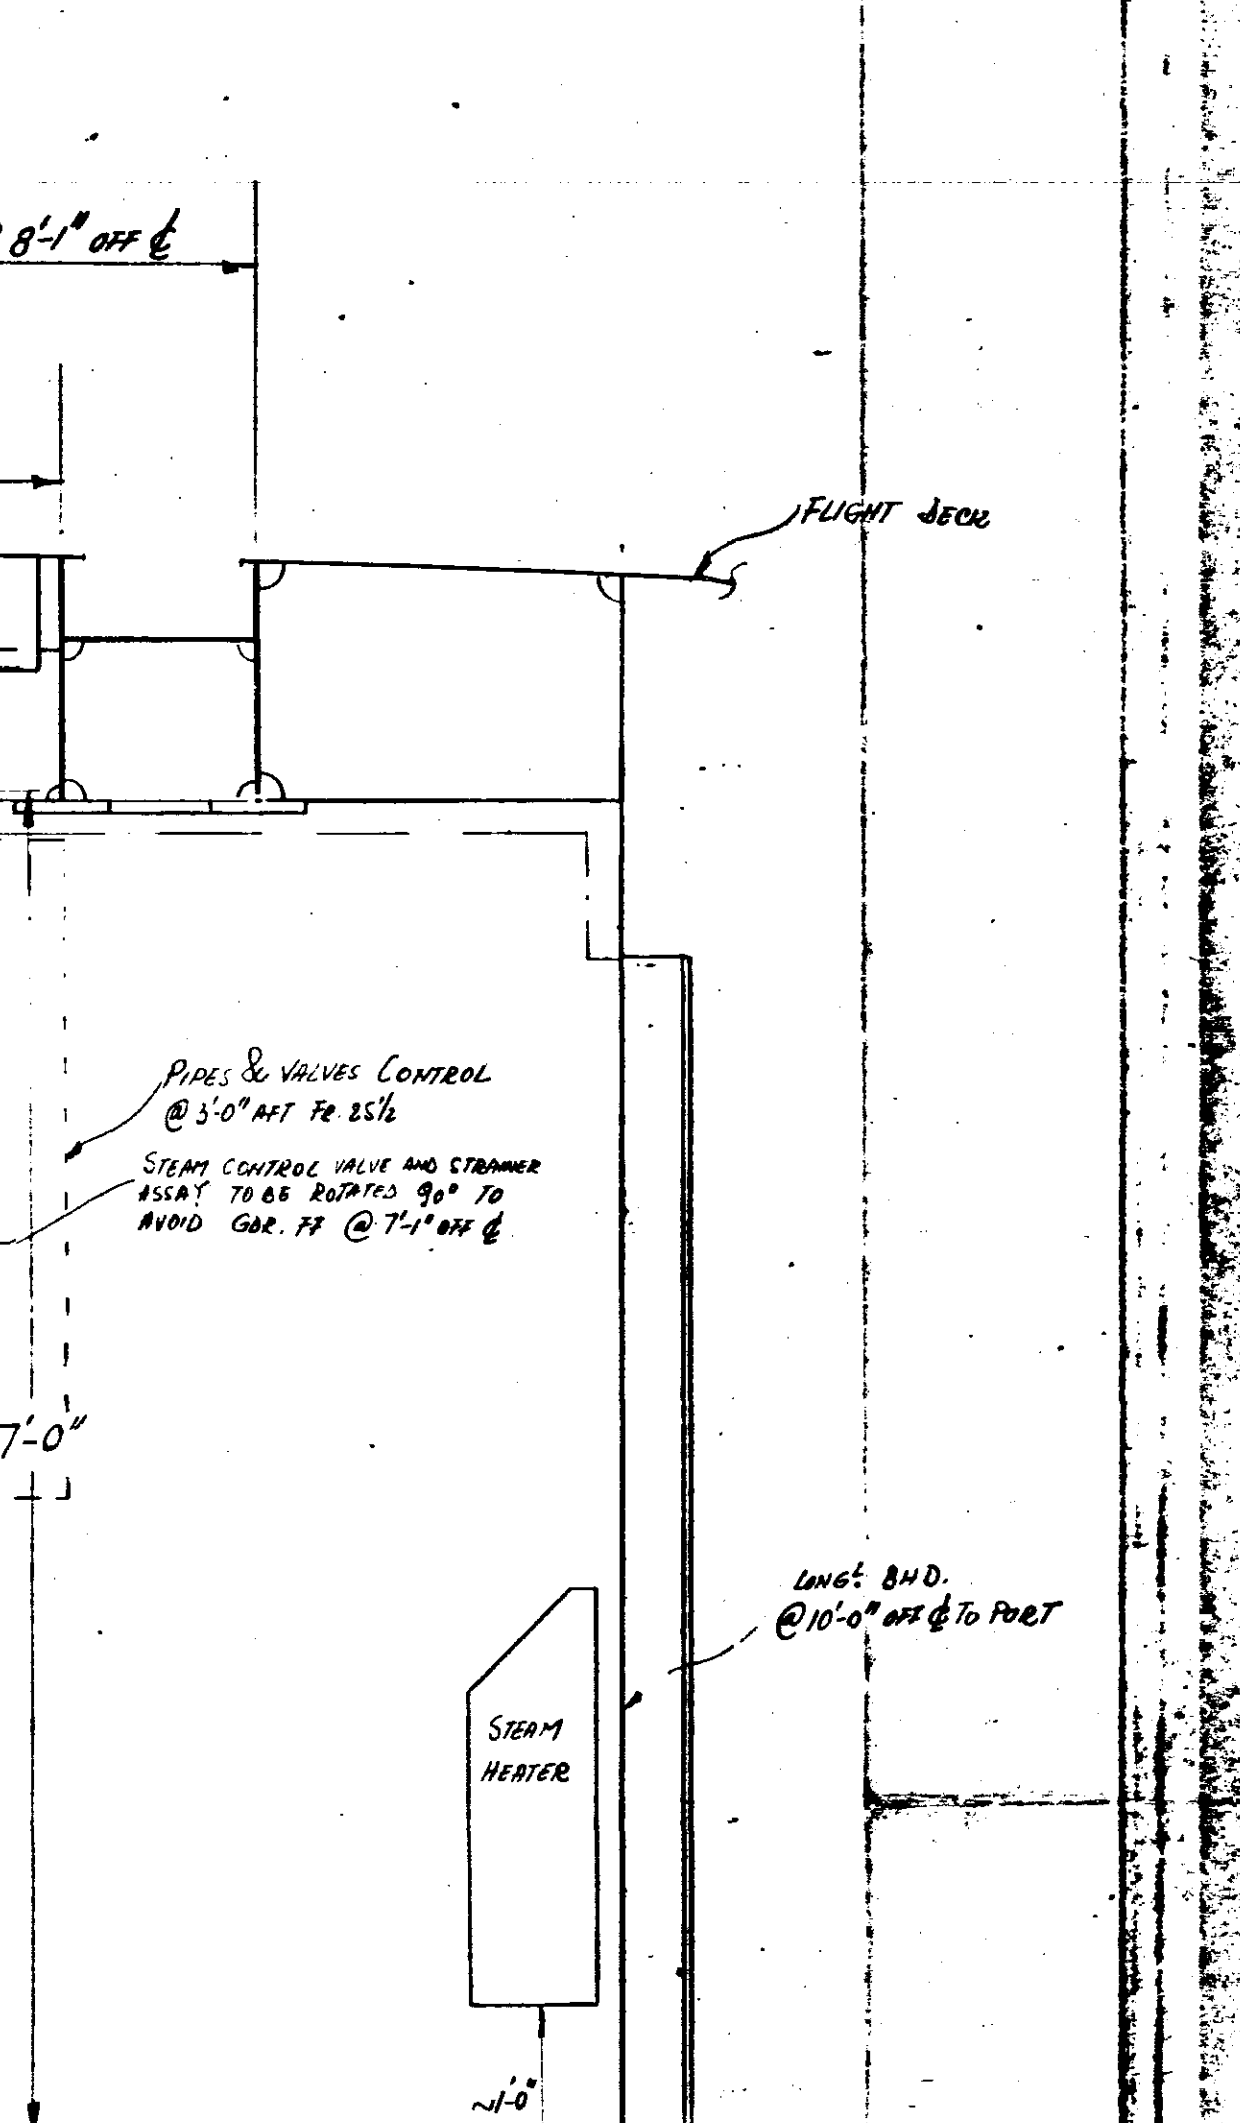 8'-1" OFF ℄
FLIGHT DECK
PIPES & VALVES CONTROL
@ 3'-0" AFT FR. 25½
STEAM CONTROL VALVE AND STRAINER
ASSAY TO BE ROTATED 90° TO
AVOID GDR. FF @ 7'-1" OFF ℄
7'-0"
LONG'L BHD.
@ 10'-0" OFF ℄ TO PORT
STEAM
HEATER
~1'-0"